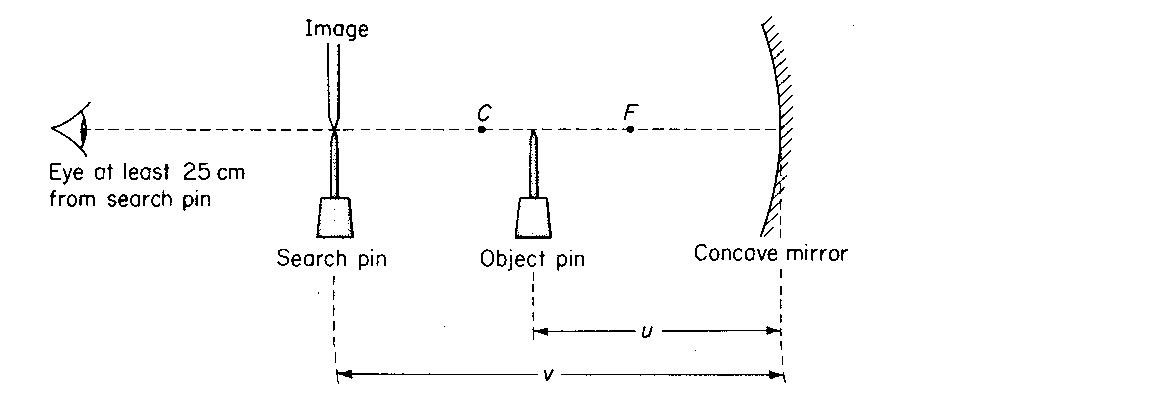 Image
C
F
Eye at least 25 cm
from search pin
Search pin
Object pin
Concave mirror
u
v